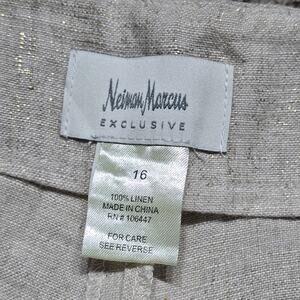 Neiman Marcus
EXCLUSIVE
16
100% LINEN
MADE IN CHINA
RN# 106447
FOR CARE
SEE REVERSE